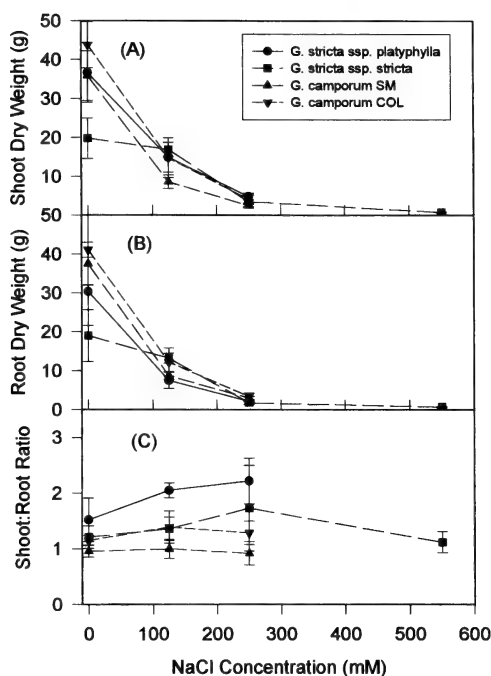 50
40
30
20
10
50
Shoot Dry Weight (g)
(A)
G. stricta ssp. platyphylla
G. stricta ssp. stricta
G. camporum SM
G. camporum COL
40
30
20
10
0
Root Dry Weight (g)
(B)
3
2
1
0
Shoot:Root Ratio
(C)
0 100 200 300 400 500 600
NaCl Concentration (mM)